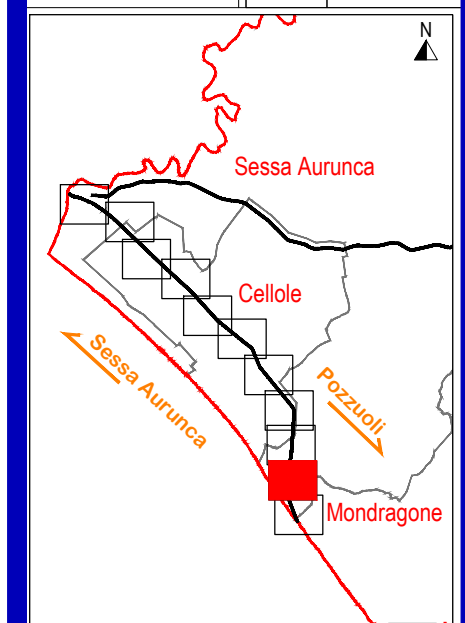 N
Sessa Aurunca
Cellole
Sessa Aurunca
Pozzuoli
Mondragone